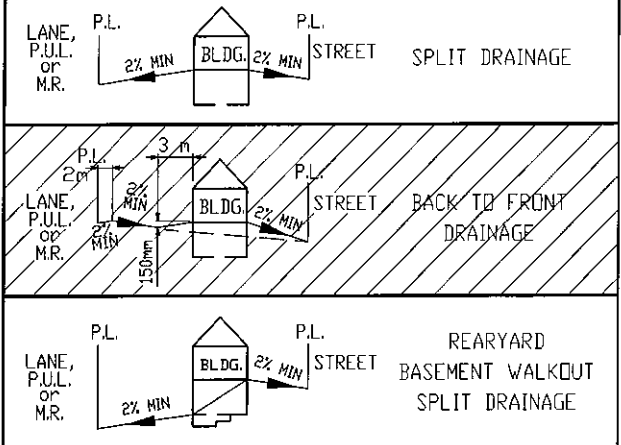 P.L.
P.L.
LANE,
P.U.L.
or
M.R.
2% MIN
BLDG.
2% MIN
STREET
SPLIT DRAINAGE
3 m
P.L.
2m
P.L.
LANE,
P.U.L.
or
M.R.
2%
MIN
2%
MIN
150mm
BLDG.
2% MIN
STREET
BACK TO FRONT
DRAINAGE
P.L.
P.L.
LANE,
P.U.L.
or
M.R.
2% MIN
BLDG.
2% MIN
STREET
REARYARD
BASEMENT WALKOUT
SPLIT DRAINAGE